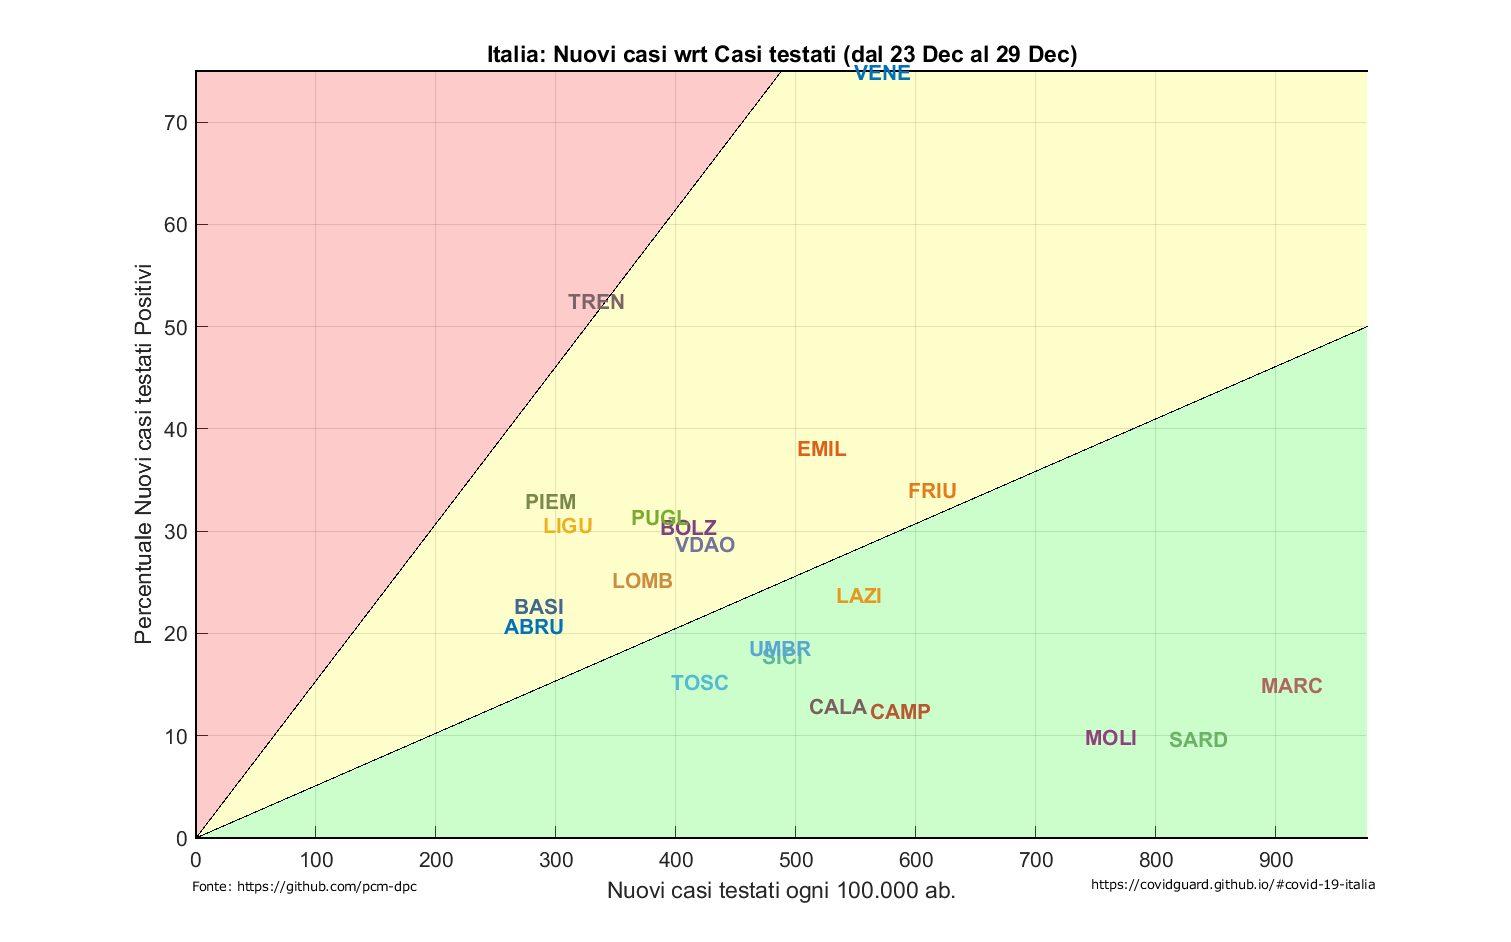 Italia: Nuovi casi wrt Casi testati (dal 23 Dec al 29 Dec)
VENE
70
60
Percentuale Nuovi casi testati Positivi
TREN
50
40
EMIL
FRIU
PIEM
PUGL
LIGU
BOLZ
30
VDAO
LOMB
LAZI
BASI
ABRU
20
UMBR
SICI
TOSC
MARC
CALA
CAMP
MOLI
SARD
10
0
0 100 200 300 400 500 600 700 800 900
Fonte: https://github.com/pcm-dpc
Nuovi casi testati ogni 100.000 ab.
https://covidguard.github.io/#covid-19-italia